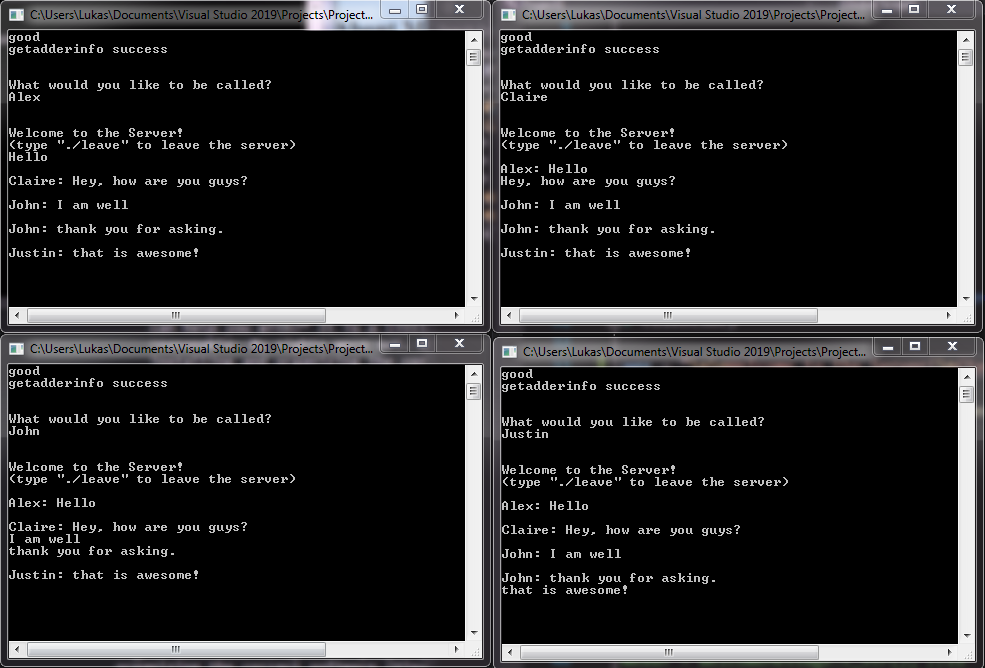 C:\Users\Lukas\Documents\Visual Studio 2019\Projects\Project...
good
getadderinfo success
What would you like to be called?
Alex
Welcome to the Server!
(type "./leave" to leave the server)
Hello
Claire: Hey, how are you guys?
John: I am well
John: thank you for asking.
Justin: that is awesome!
C:\Users\Lukas\Documents\Visual Studio 2019\Projects\Project...
good
getadderinfo success
What would you like to be called?
Claire
Welcome to the Server!
(type "./leave" to leave the server)
Alex: Hello
Hey, how are you guys?
John: I am well
John: thank you for asking.
Justin: that is awesome!
C:\Users\Lukas\Documents\Visual Studio 2019\Projects\Project...
good
getadderinfo success
What would you like to be called?
John
Welcome to the Server!
(type "./leave" to leave the server)
Alex: Hello
Claire: Hey, how are you guys?
I am well
thank you for asking.
Justin: that is awesome!
C:\Users\Lukas\Documents\Visual Studio 2019\Projects\Project...
good
getadderinfo success
What would you like to be called?
Justin
Welcome to the Server!
(type "./leave" to leave the server)
Alex: Hello
Claire: Hey, how are you guys?
John: I am well
John: thank you for asking.
that is awesome!